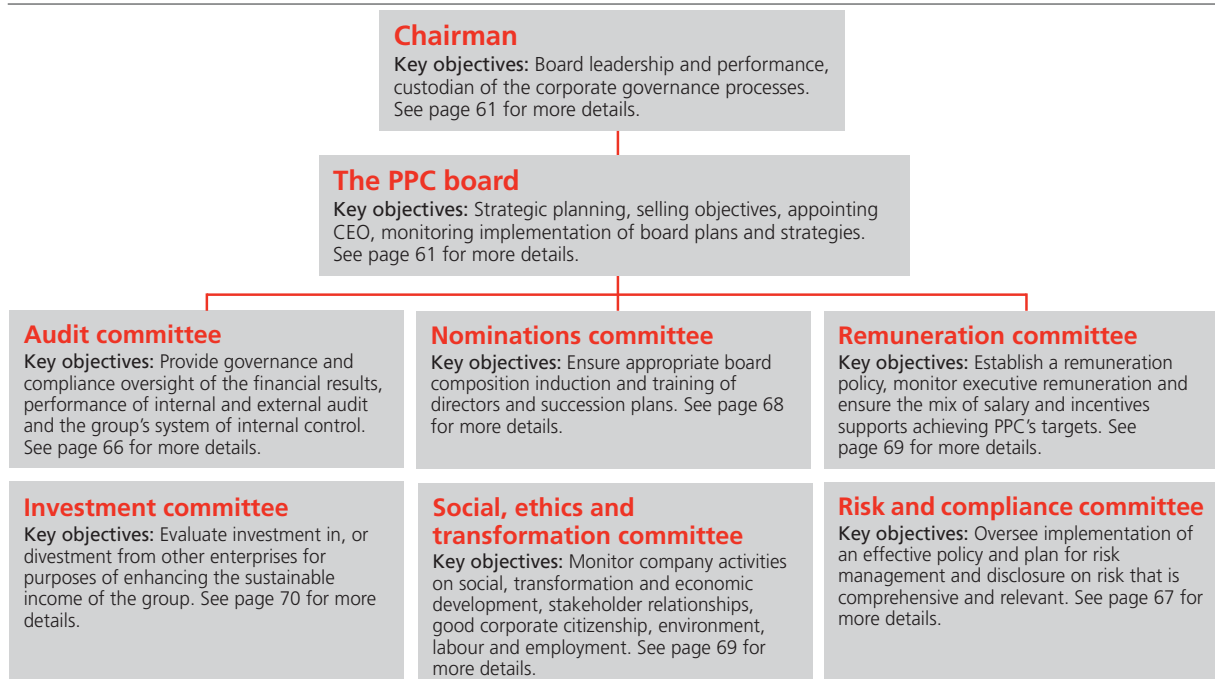 Chairman
Key objectives: Board leadership and performance,
custodian of the corporate governance processes.
See page 61 for more details.
The PPC board
Key objectives: Strategic planning, selling objectives, appointing
CEO, monitoring implementation of board plans and strategies.
See page 61 for more details.
Audit committee
Key objectives: Provide governance and
compliance oversight of the financial results,
performance of internal and external audit
and the group’s system of internal control.
See page 66 for more details.
Nominations committee
Key objectives: Ensure appropriate board
composition induction and training of
directors and succession plans. See page 68
for more details.
Remuneration committee
Key objectives: Establish a remuneration
policy, monitor executive remuneration and
ensure the mix of salary and incentives
supports achieving PPC’s targets. See
page 69 for more details.
Investment committee
Key objectives: Evaluate investment in, or
divestment from other enterprises for
purposes of enhancing the sustainable
income of the group. See page 70 for more
details.
Social, ethics and
transformation committee
Key objectives: Monitor company activities
on social, transformation and economic
development, stakeholder relationships,
good corporate citizenship, environment,
labour and employment. See page 69 for
more details.
Risk and compliance committee
Key objectives: Oversee implementation of
an effective policy and plan for risk
management and disclosure on risk that is
comprehensive and relevant. See page 67 for
more details.